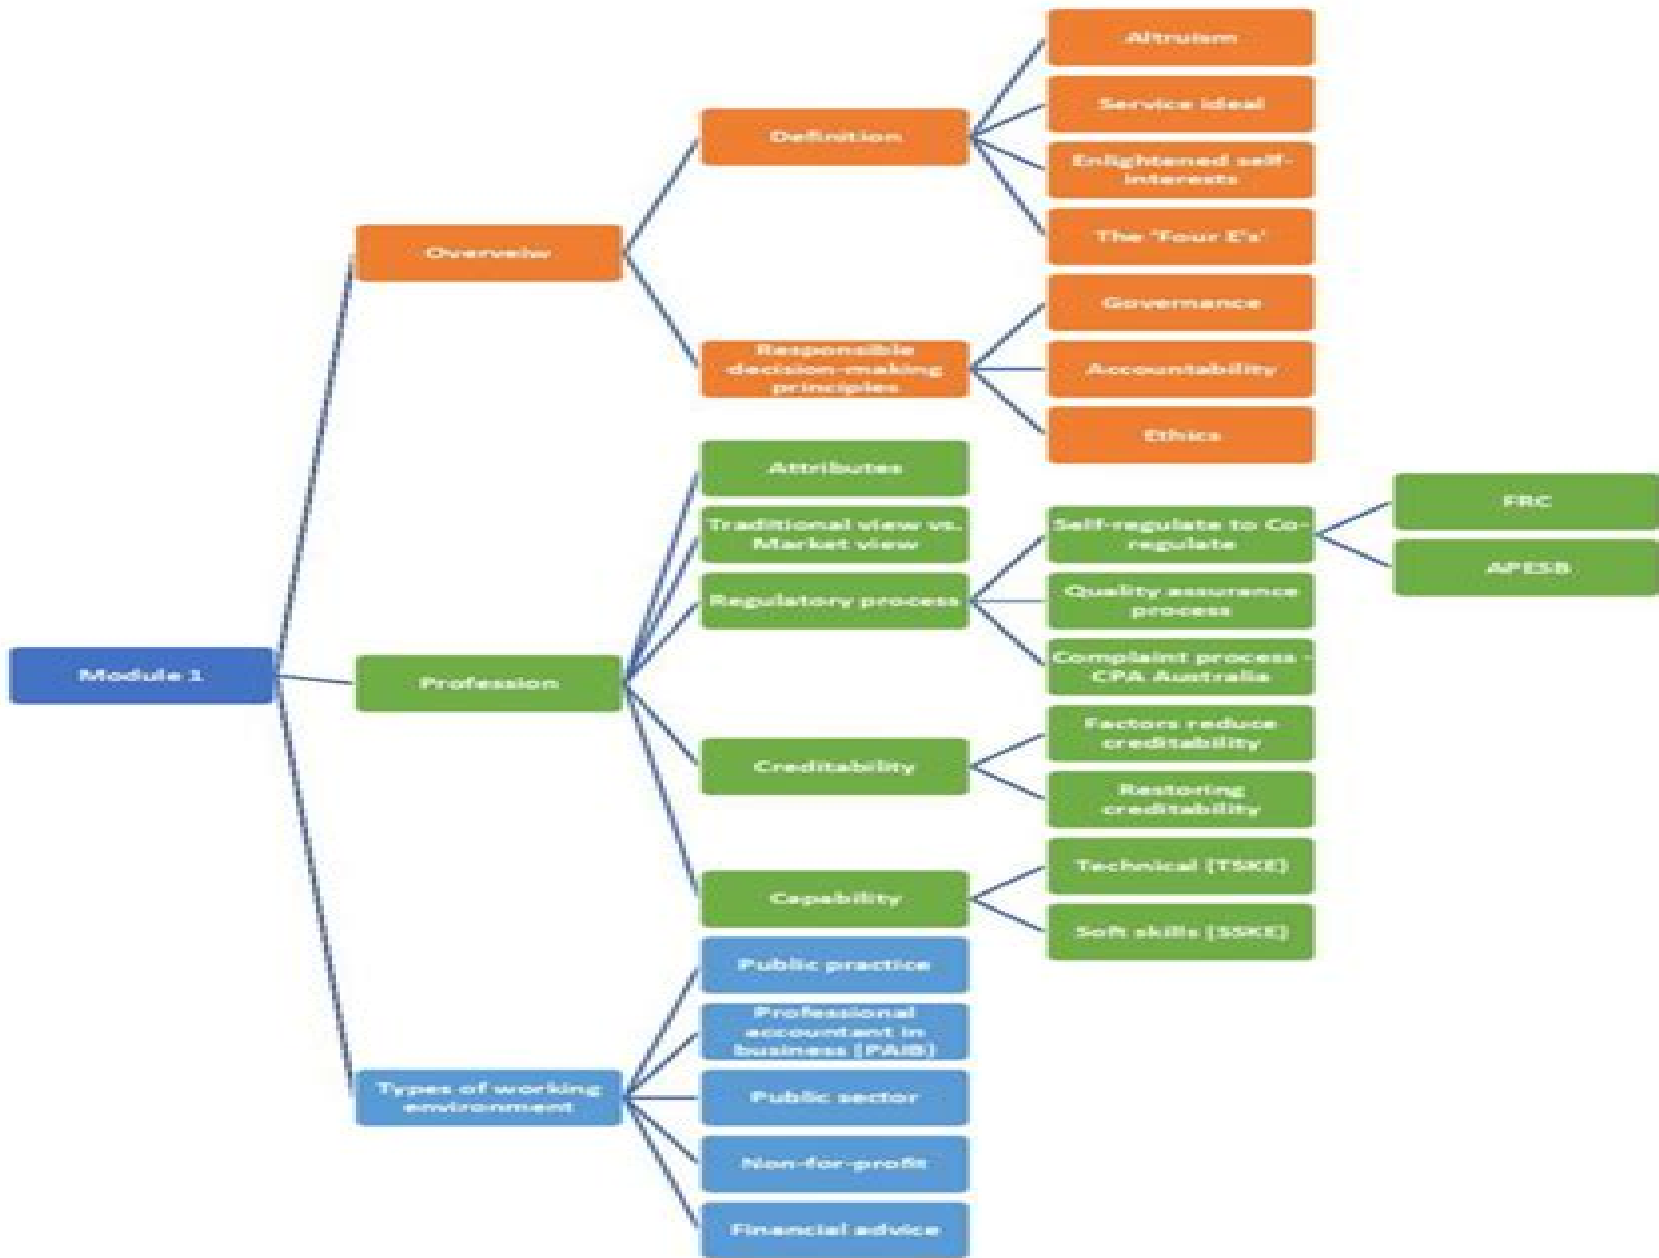 Module 1
Overveiw
Definition
Altruism
Service ideal
Enlightened self-
interests
The 'Four E's'
Responsible
decision-making
principles
Governance
Accountability
Ethics
Profession
Attributes
Traditional view vs.
Market view
Regulatory process
Self-regulate to Co-
regulate
FRC
APESB
Quality assurance
process
Complaint process -
CPA Australia
Creditability
Factors reduce
creditability
Restoring
creditability
Capability
Technical (TSKE)
Soft skills (SSKE)
Types of working
environment
Public practice
Professional
accountant in
business (PAIB)
Public sector
Non-for-profit
Financial advice